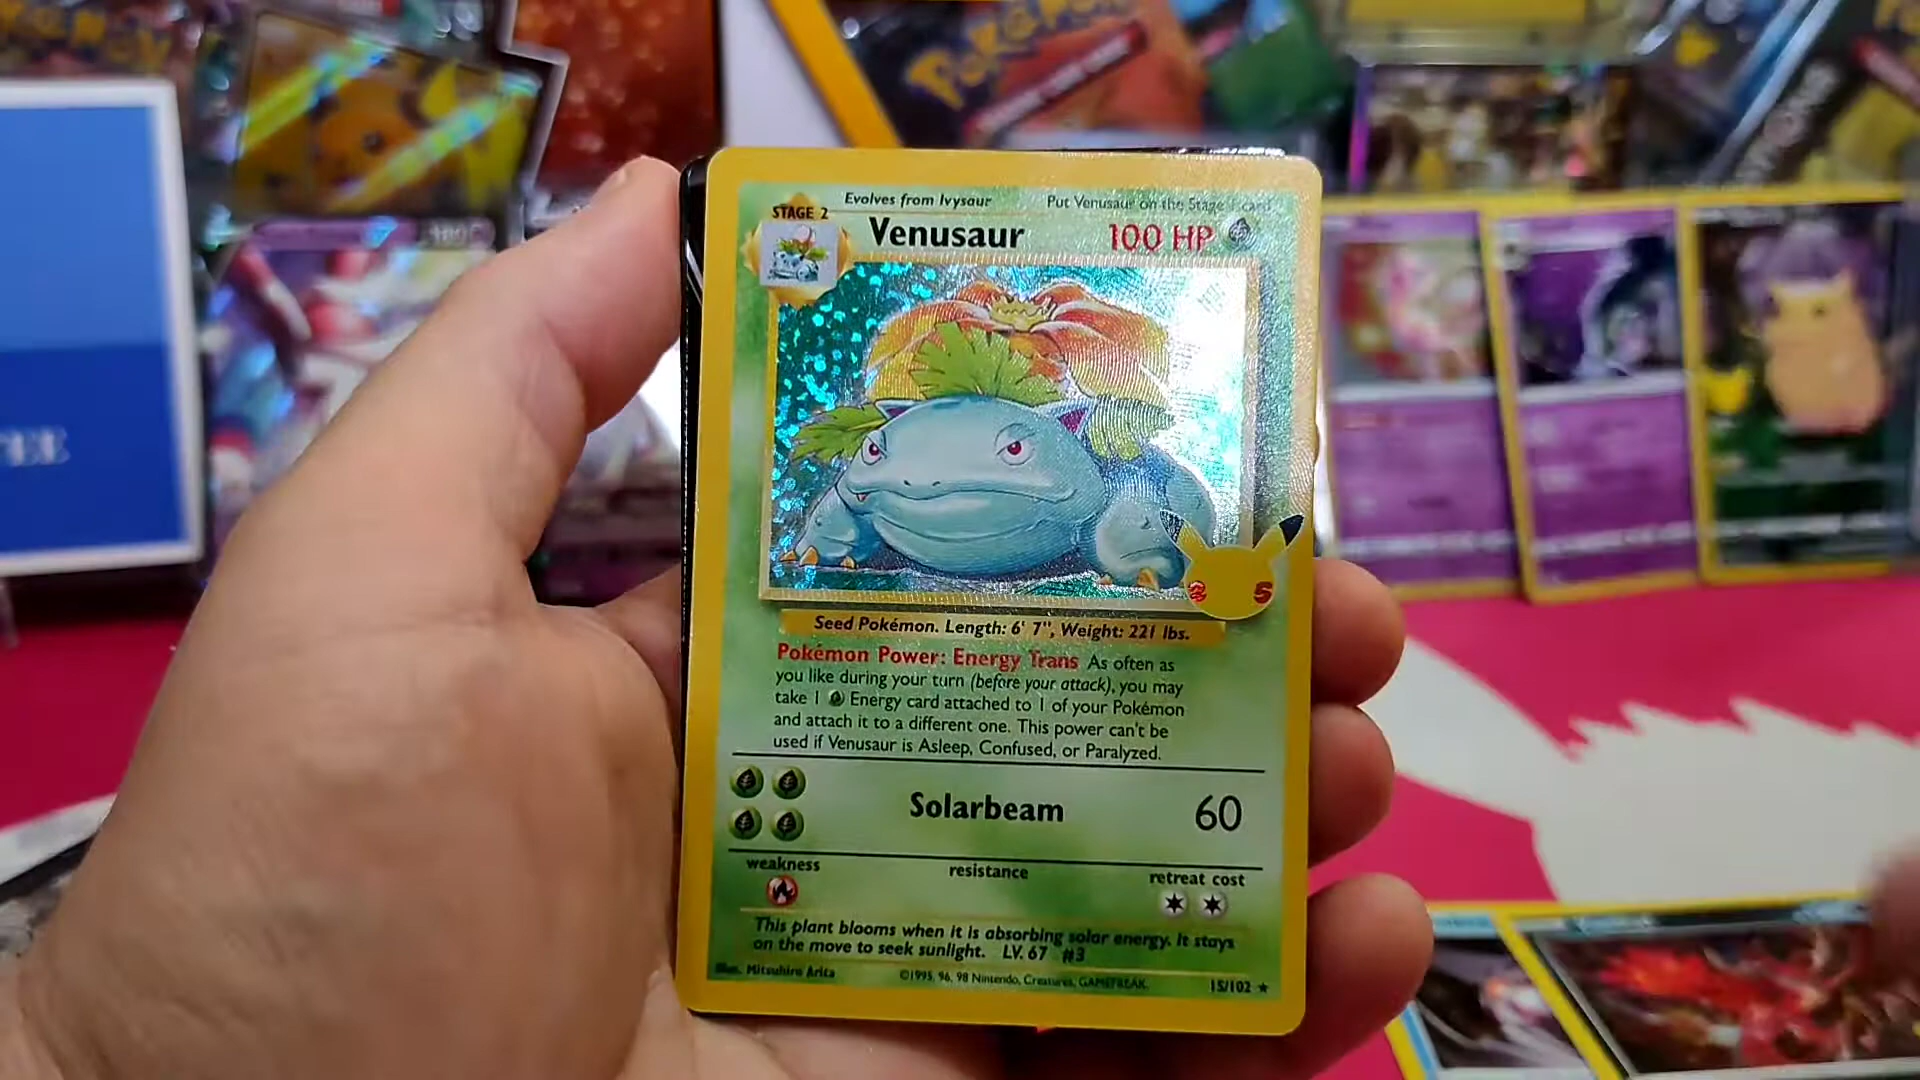 Pokémon
STAGE 2
Evolves from Ivysaur
Put Venusaur on the Stage 1 card
Venusaur
100 HP
Seed Pokémon. Length: 6' 7", Weight: 221 lbs.
Pokémon Power: Energy Trans As often as
you like during your turn (before your attack), you may
take 1 Energy card attached to 1 of your Pokémon
and attach it to a different one. This power can't be
used if Venusaur is Asleep, Confused, or Paralyzed.
Solarbeam
60
weakness
resistance
retreat cost
This plant blooms when it is absorbing solar energy. It stays
on the move to seek sunlight. LV. 67 #3
Illus. Mitsuhiro Arita
©1995, 96, 98 Nintendo, Creatures, GAMEFREAK.
15/102